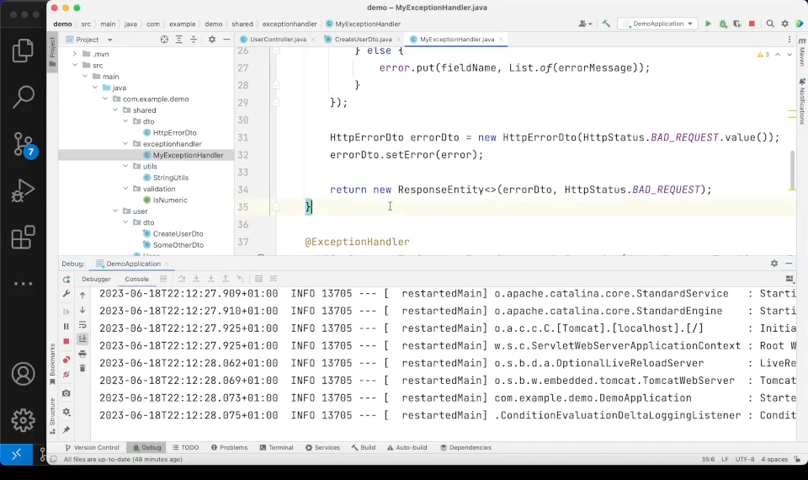 demo – MyExceptionHandler.java
demo
src
main
java
com
example
demo
shared
exceptionhandler
MyExceptionHandler
DemoApplication
Project
UserController.java
CreateUserDto.java
MyExceptionHandler.java
.mvn
src
main
java
com.example.demo
shared
dto
HttpErrorDto
exceptionhandler
MyExceptionHandler
utils
StringUtils
validation
IsNumeric
user
dto
CreateUserDto
SomeOtherDto
26 } else {
27 error.put(fieldName, List.of(errorMessage));
28 }
29 });
30
31 HttpErrorDto errorDto = new HttpErrorDto(HttpStatus.BAD_REQUEST.value());
32 errorDto.setError(error);
33
34 return new ResponseEntity<>(errorDto, HttpStatus.BAD_REQUEST);
35 }
36
37 @ExceptionHandler
3
Project
Maven
Notifications
7
Debug: DemoApplication
Debugger
Console
2023-06-18T22:12:27.909+01:00 INFO 13705 --- [ restartedMain] o.apache.catalina.core.StandardService : Starti
2023-06-18T22:12:27.910+01:00 INFO 13705 --- [ restartedMain] o.apache.catalina.core.StandardEngine : Starti
2023-06-18T22:12:27.925+01:00 INFO 13705 --- [ restartedMain] o.a.c.c.C.[Tomcat].[localhost].[/] : Initia
2023-06-18T22:12:27.925+01:00 INFO 13705 --- [ restartedMain] w.s.c.ServletWebServerApplicationContext : Root W
2023-06-18T22:12:28.062+01:00 INFO 13705 --- [ restartedMain] o.s.b.d.a.OptionalLiveReloadServer : LiveRe
2023-06-18T22:12:28.069+01:00 INFO 13705 --- [ restartedMain] o.s.b.w.embedded.tomcat.TomcatWebServer : Tomcat
2023-06-18T22:12:28.073+01:00 INFO 13705 --- [ restartedMain] com.example.demo.DemoApplication : Starte
2023-06-18T22:12:28.075+01:00 INFO 13705 --- [ restartedMain] .ConditionEvaluationDeltaLoggingListener : Condit
Bookmarks
Structure
Version Control
Debug
TODO
Problems
Terminal
Services
Build
Auto-build
Dependencies
All files are up-to-date (48 minutes ago)
35:6
LF
UTF-8
4 spaces